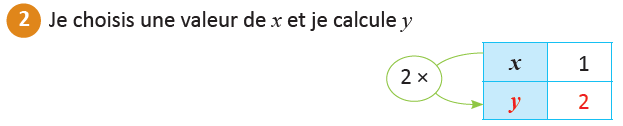 2 Je choisis une valeur de x et je calcule y
2 ×
x 1
y 2